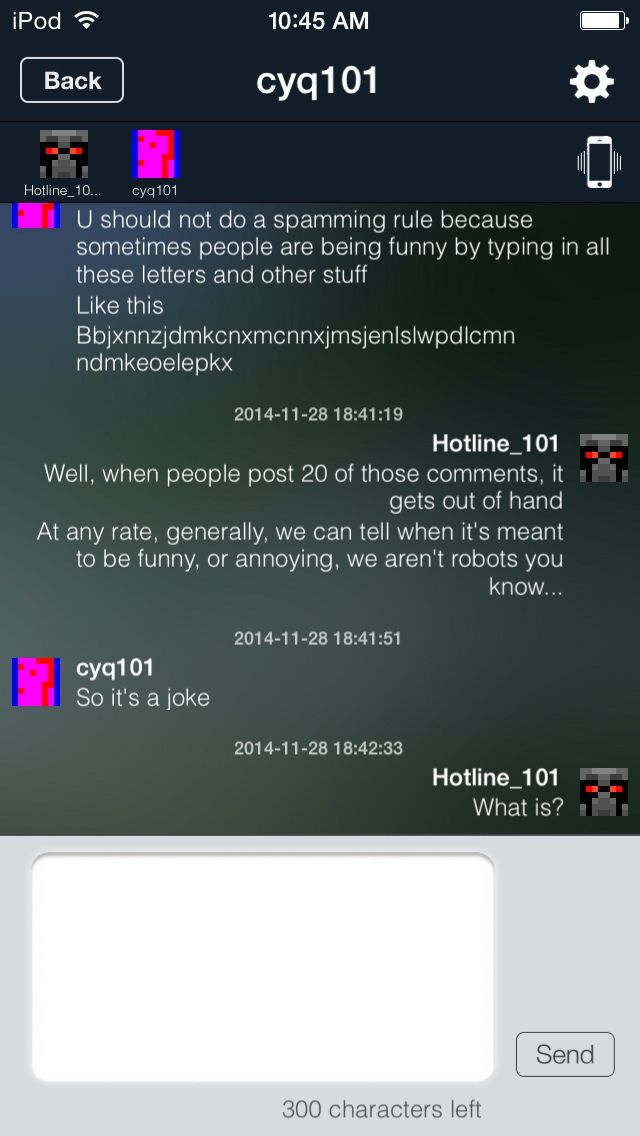 iPod 10:45 AM
Back cyq101
Hotline_10... cyq101
U should not do a spamming rule because
sometimes people are being funny by typing in all
these letters and other stuff
Like this
Bbjxnnzjdmkcnxmcnnxjmsjenlslwpdlcmn
ndmkeoelepkx
2014-11-28 18:41:19
Hotline_101
Well, when people post 20 of those comments, it
gets out of hand
At any rate, generally, we can tell when it's meant
to be funny, or annoying, we aren't robots you
know...
2014-11-28 18:41:51
cyq101
So it's a joke
2014-11-28 18:42:33
Hotline_101
What is?
Send
300 characters left